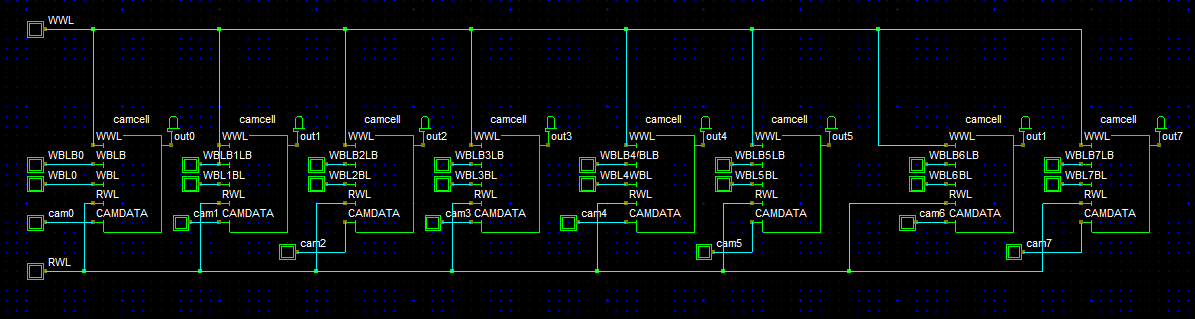 WWL
camcell camcell camcell camcell camcell camcell camcell camcell
WWL out0 WWL out1 WWL out2 WWL out3 WWL out4 WWL out5 WWL out1 WWL out7
WBLB0 WBLB WBLB1LB WBLB2LB WBLB3LB WBLB4/BLB WBLB5LB WBLB6LB WBLB7LB
WBL0 WBL WBL1BL WBL2BL WBL3BL WBL4WBL WBL5BL WBL6BL WBL7BL
RWL RWL RWL RWL RWL RWL RWL RWL
cam0 CAMDATA cam1 CAMDATA CAMDATA cam3 CAMDATA cam4 CAMDATA CAMDATA cam6 CAMDATA CAMDATA
cam2 cam5 cam7
RWL